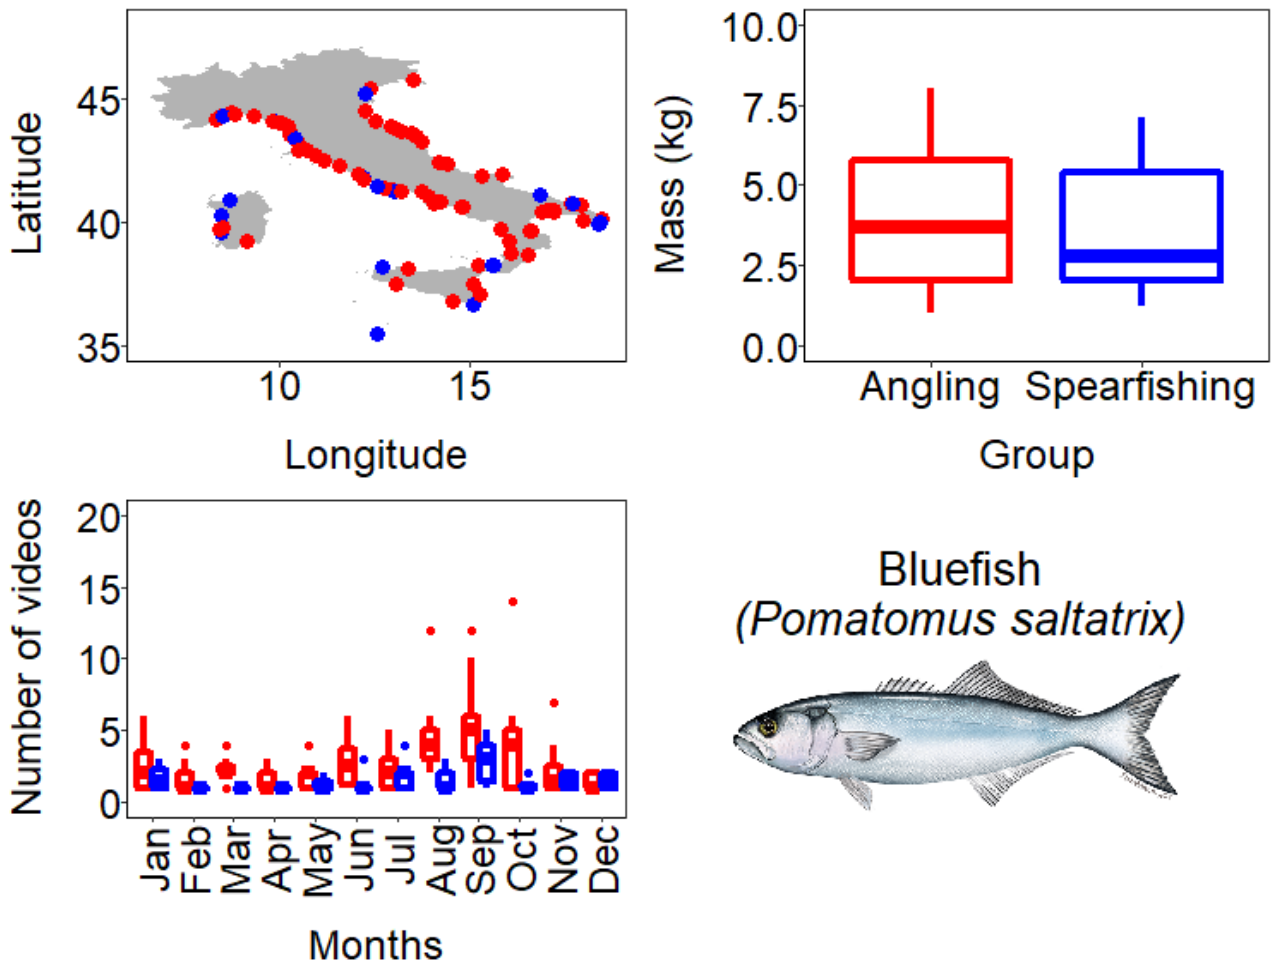 Latitude
45
40
35
10 15
Longitude
Mass (kg)
10.0
7.5
5.0
2.5
0.0
Angling Spearfishing
Group
Number of videos
20
15
10
5
0
Jan Feb Mar Apr May Jun Jul Aug Sep Oct Nov Dec
Months
Bluefish
(Pomatomus saltatrix)